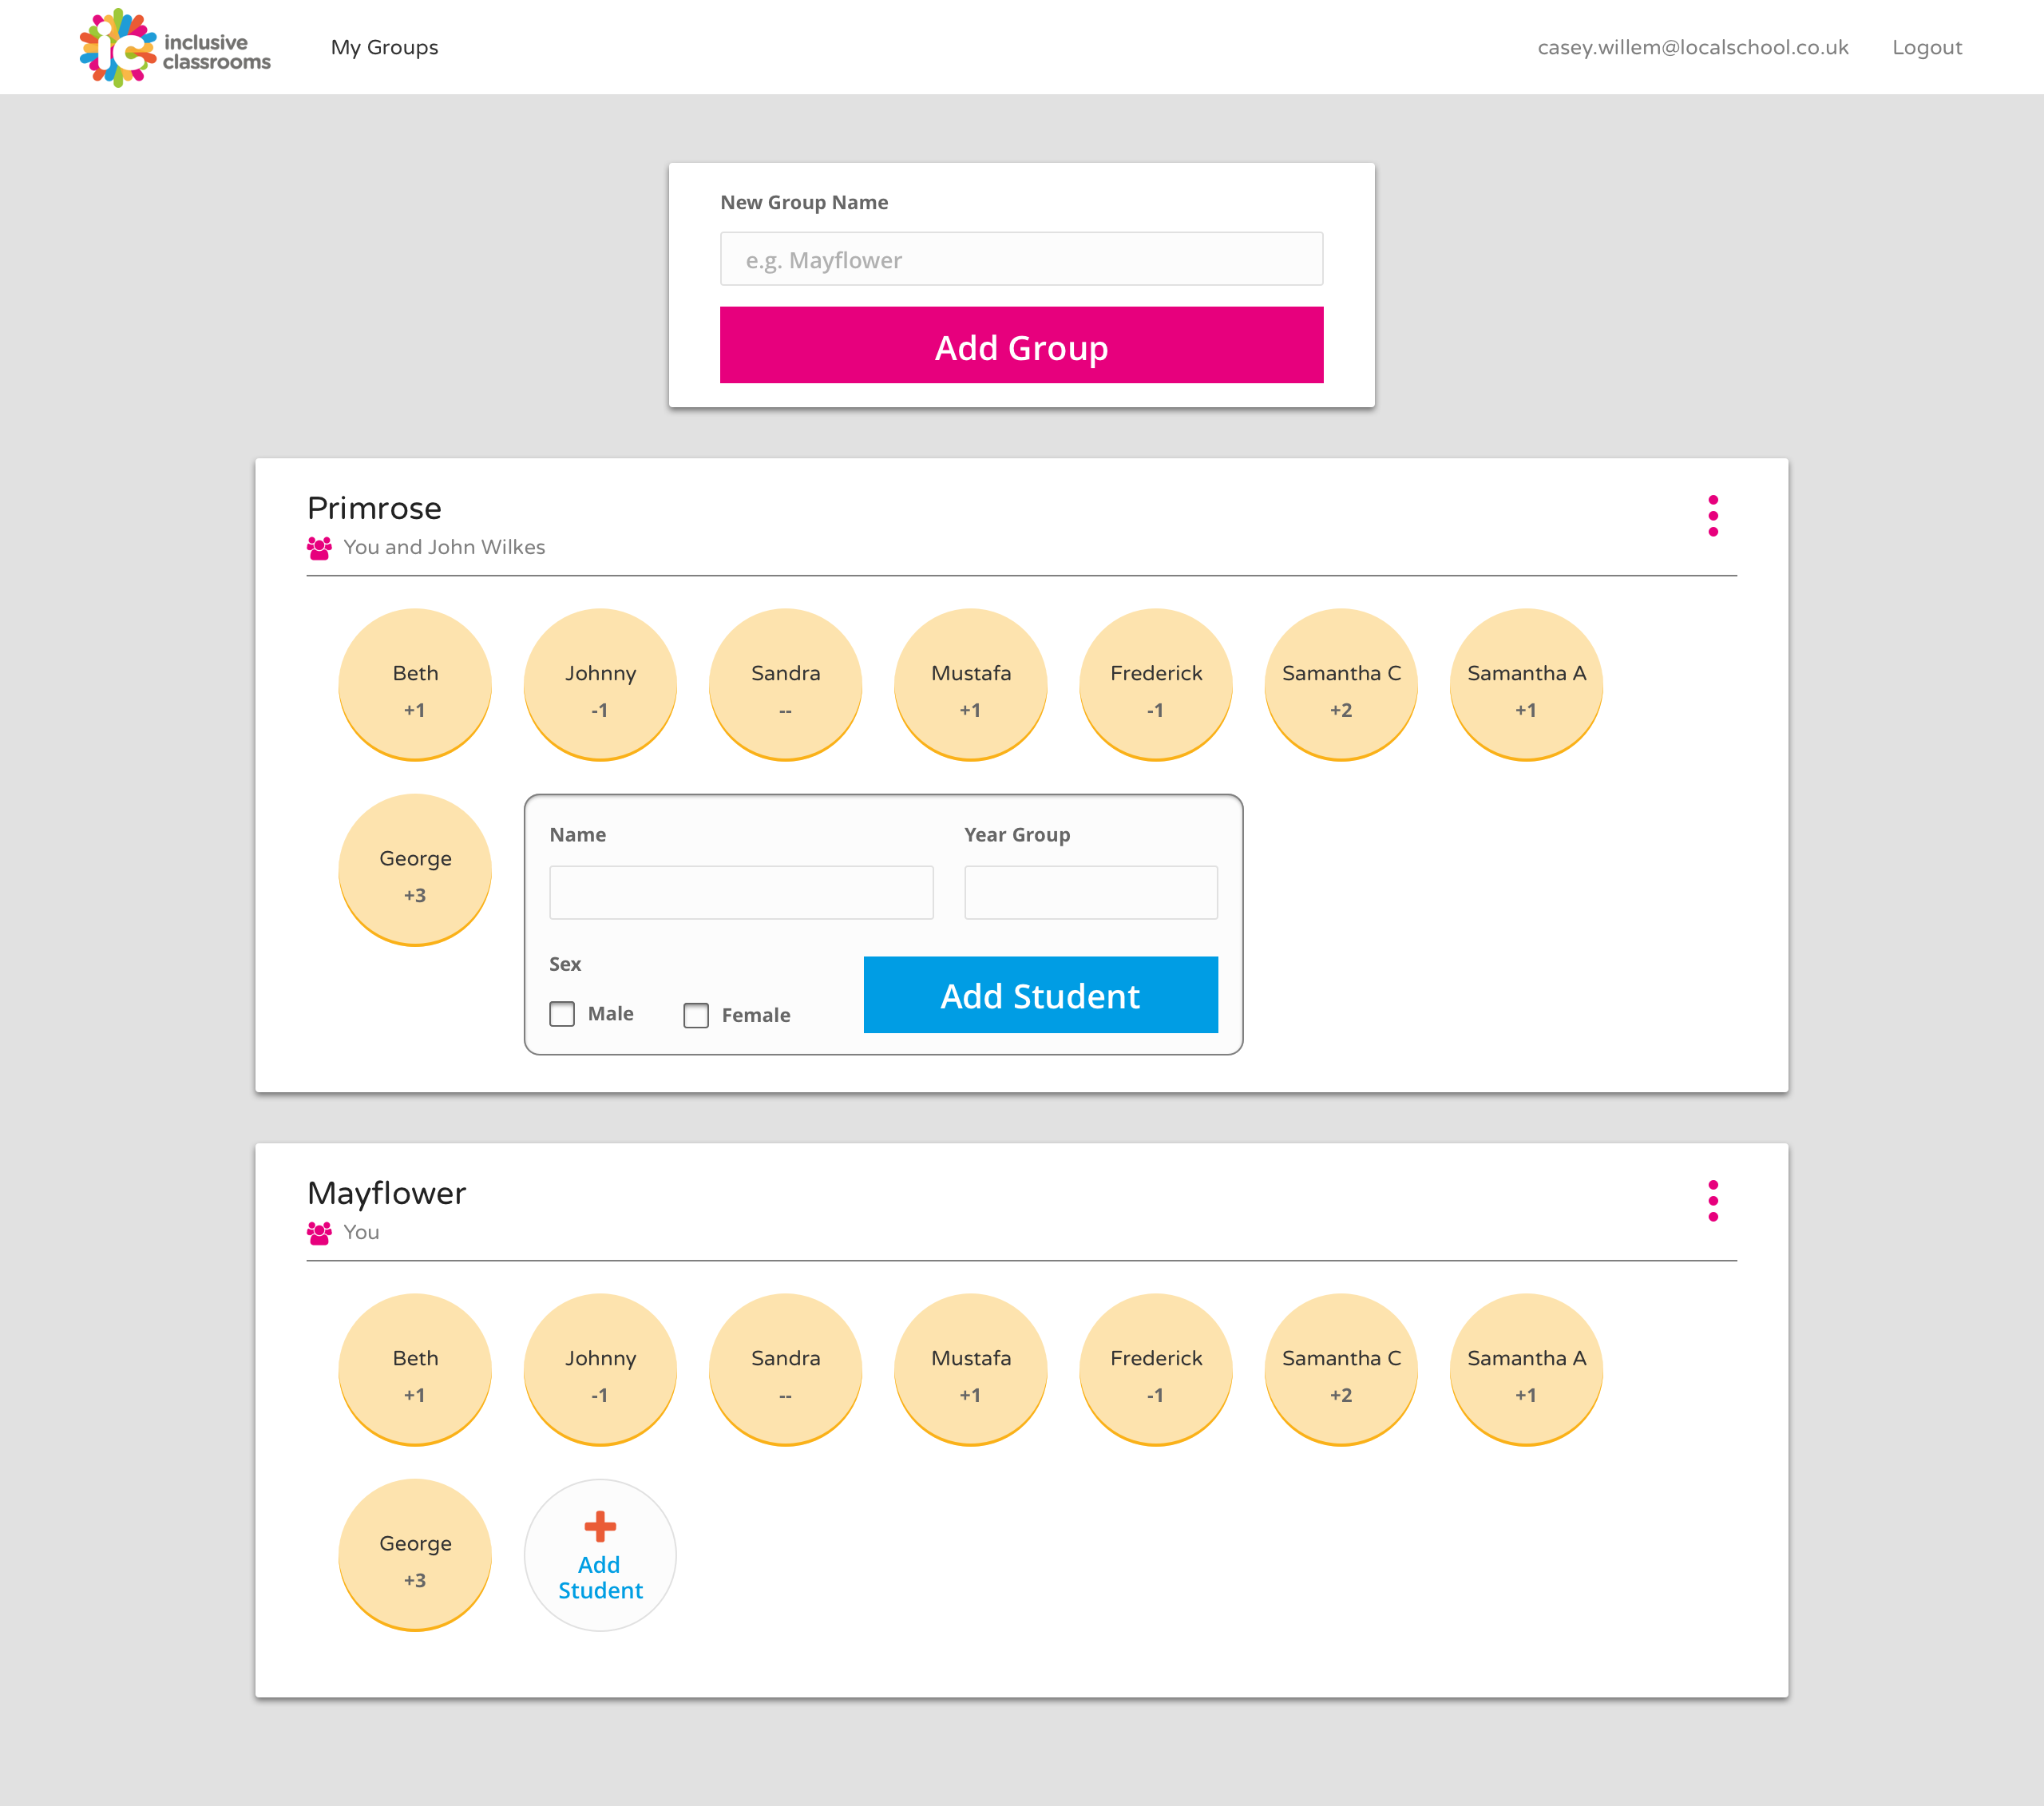 ic inclusive
classrooms
My Groups
casey.willem@localschool.co.uk
Logout
New Group Name
e.g. Mayflower
Add Group
Primrose
You and John Wilkes
Beth
+1
Johnny
-1
Sandra
--
Mustafa
+1
Frederick
-1
Samantha C
+2
Samantha A
+1
George
+3
Name
Year Group
Sex
Male
Female
Add Student
Mayflower
You
Beth
+1
Johnny
-1
Sandra
--
Mustafa
+1
Frederick
-1
Samantha C
+2
Samantha A
+1
George
+3
Add
Student